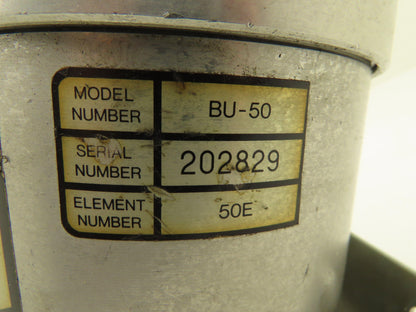 MODEL
NUMBER
BU-50
SERIAL
NUMBER
202829
ELEMENT
NUMBER
50E